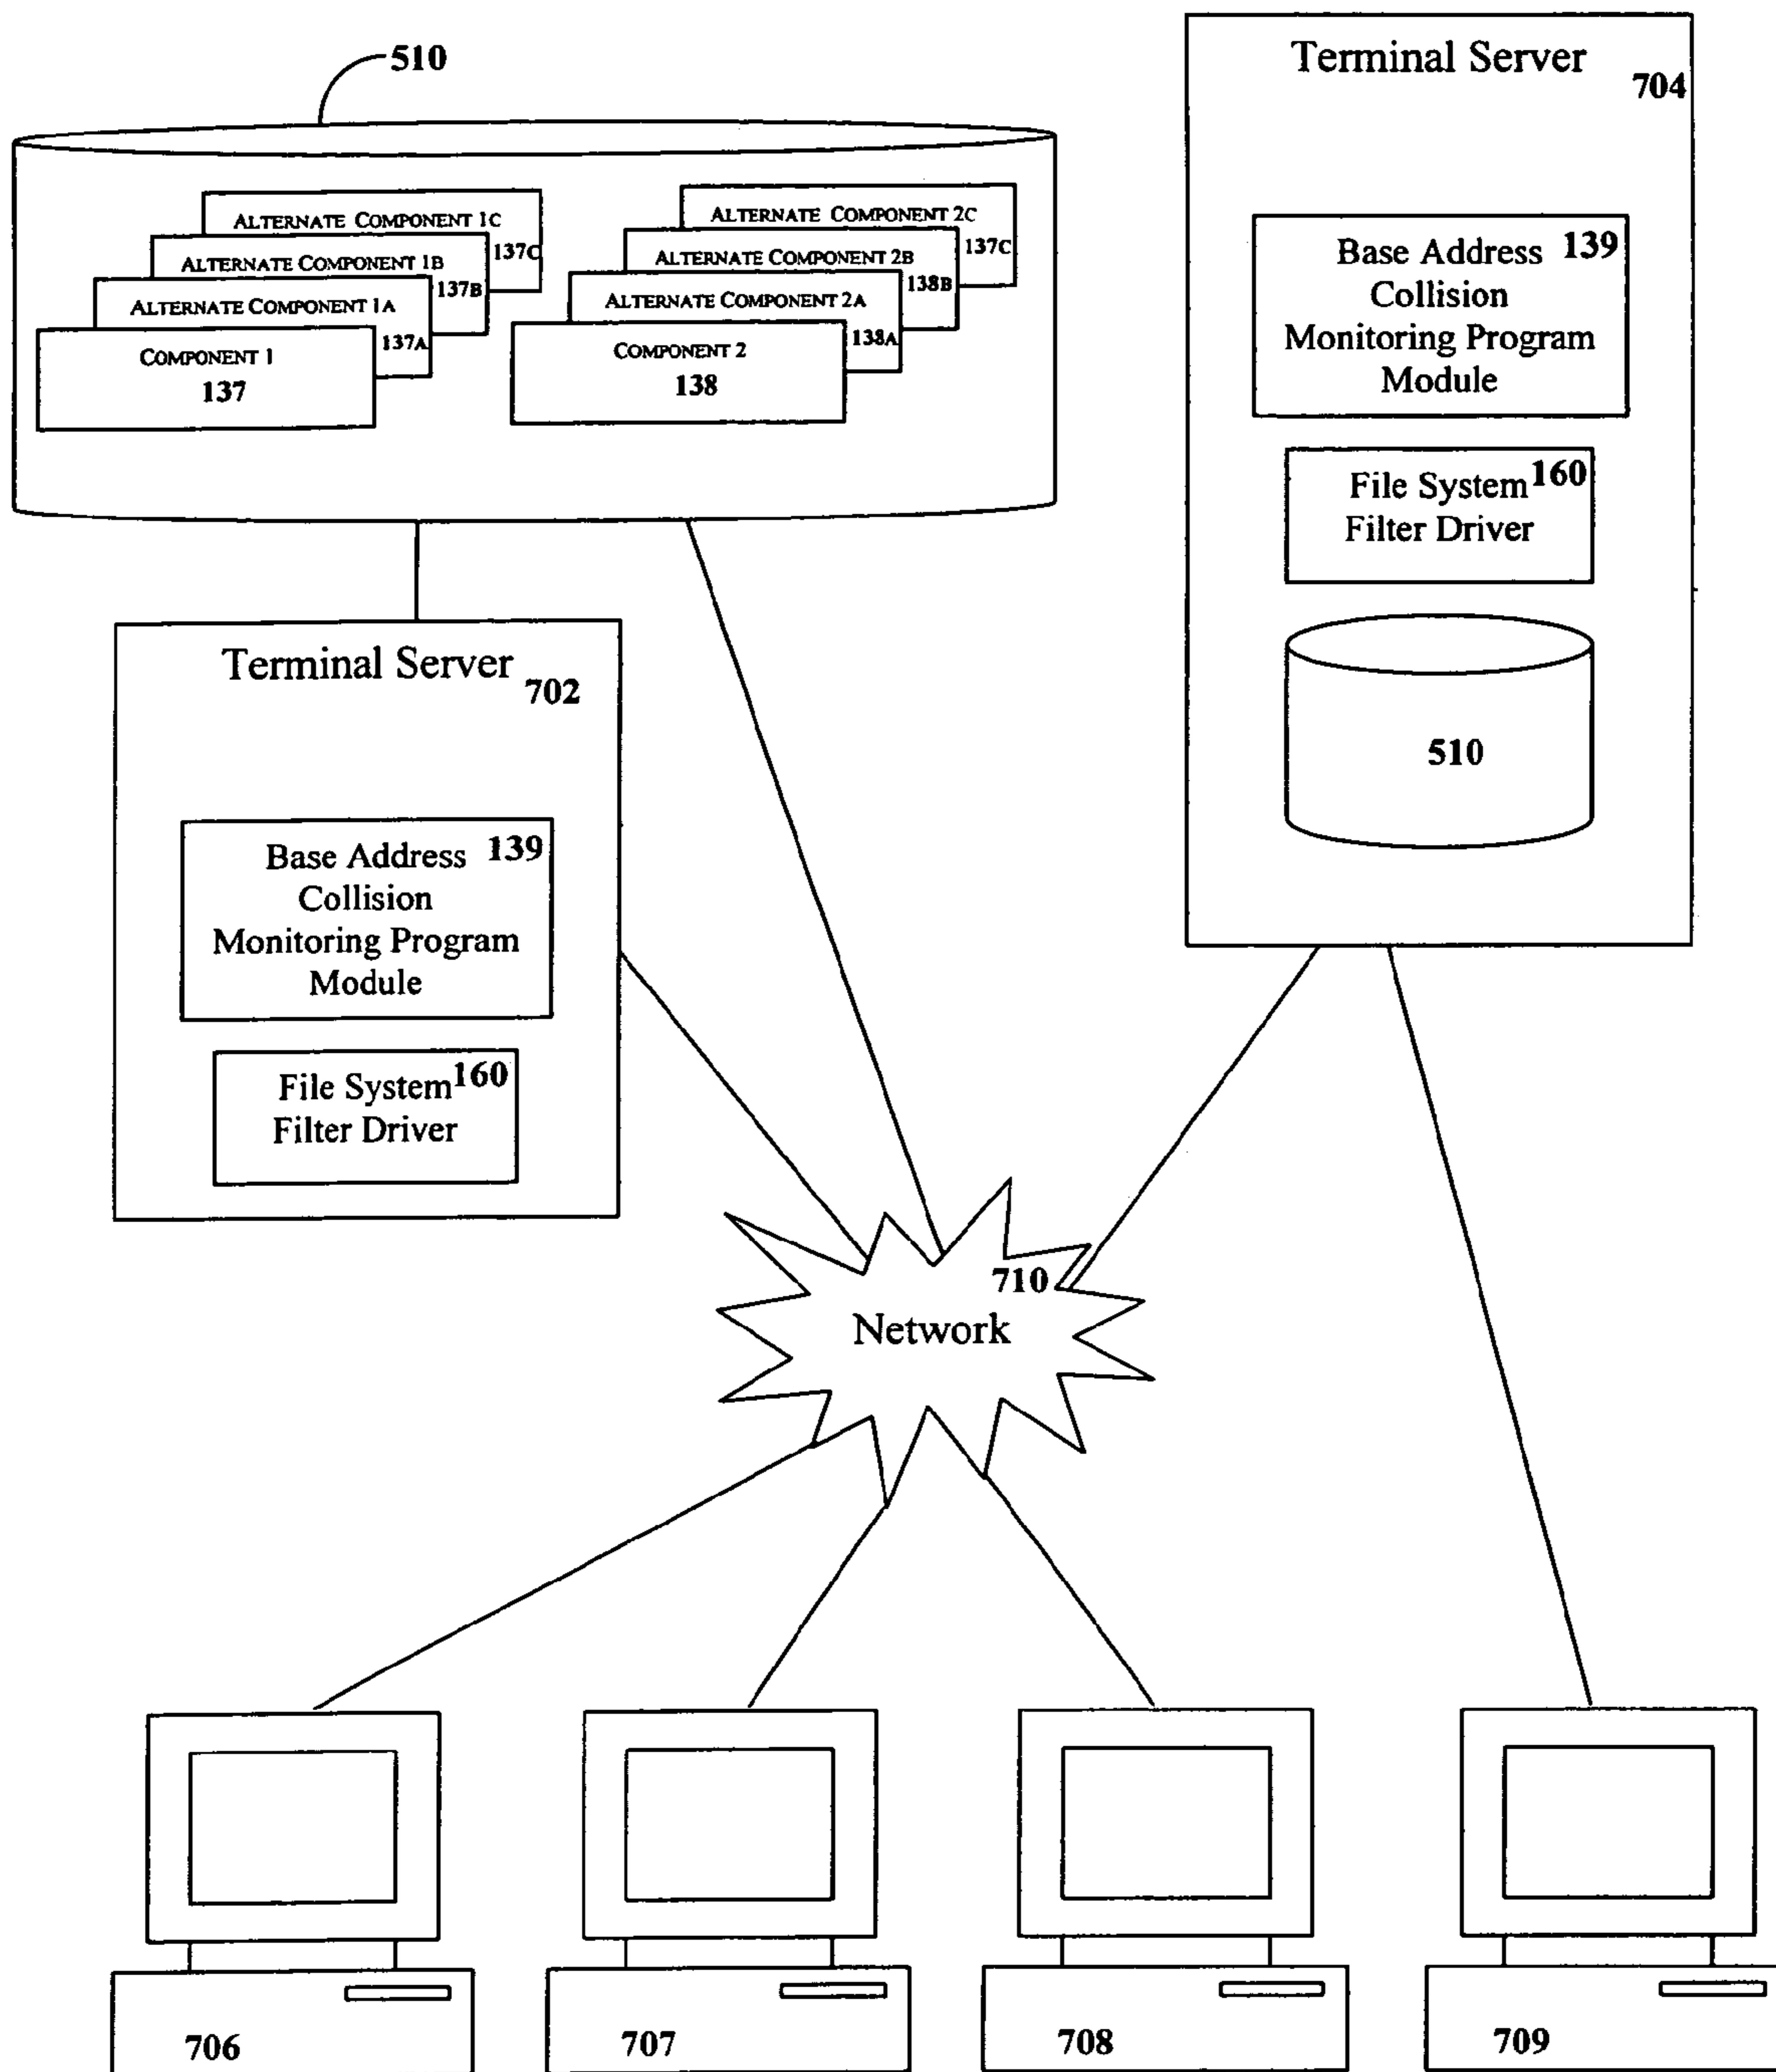 510
ALTERNATE COMPONENT 1C
137C
ALTERNATE COMPONENT 1B
137B
ALTERNATE COMPONENT 1A
137A
COMPONENT 1
137
ALTERNATE COMPONENT 2C
137C
ALTERNATE COMPONENT 2B
138B
ALTERNATE COMPONENT 2A
138A
COMPONENT 2
138
Terminal Server
704
Base Address 139
Collision
Monitoring Program
Module
File System 160
Filter Driver
510
Terminal Server
702
Base Address 139
Collision
Monitoring Program
Module
File System 160
Filter Driver
710
Network
706
707
708
709